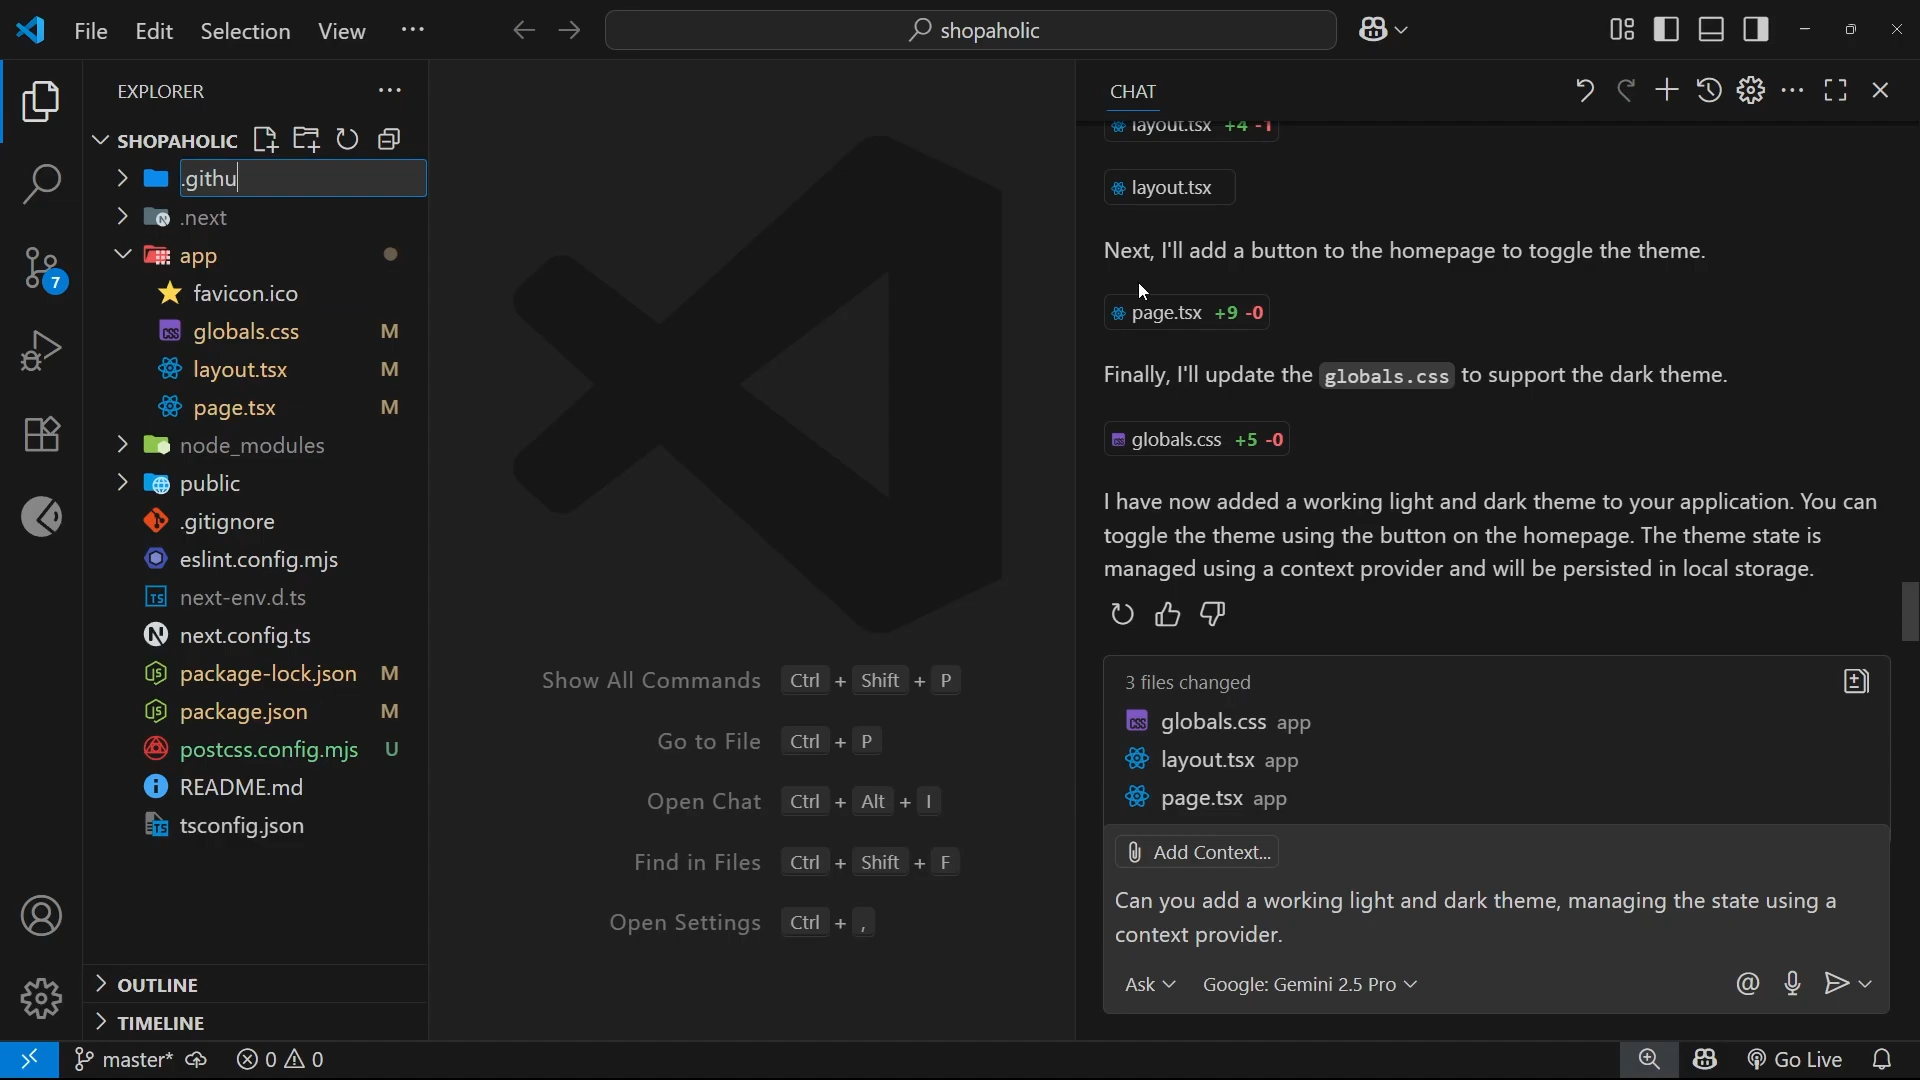 File Edit Selection View ···
shopaholic
EXPLORER
SHOPAHOLIC
.githu
.next
app
favicon.ico
globals.css M
layout.tsx M
page.tsx M
node_modules
public
.gitignore
eslint.config.mjs
next-env.d.ts
next.config.ts
package-lock.json M
package.json M
postcss.config.mjs U
README.md
tsconfig.json
OUTLINE
TIMELINE
7
Show All Commands Ctrl + Shift + P
Go to File Ctrl + P
Open Chat Ctrl + Alt + I
Find in Files Ctrl + Shift + F
Open Settings Ctrl + ,
CHAT
layout.tsx +4 -1
layout.tsx
Next, I'll add a button to the homepage to toggle the theme.
page.tsx +9 -0
Finally, I'll update the globals.css to support the dark theme.
globals.css +5 -0
I have now added a working light and dark theme to your application. You can
toggle the theme using the button on the homepage. The theme state is
managed using a context provider and will be persisted in local storage.
3 files changed
globals.css app
layout.tsx app
page.tsx app
Add Context...
Can you add a working light and dark theme, managing the state using a
context provider.
Ask Google: Gemini 2.5 Pro @
master* 0 0 Go Live